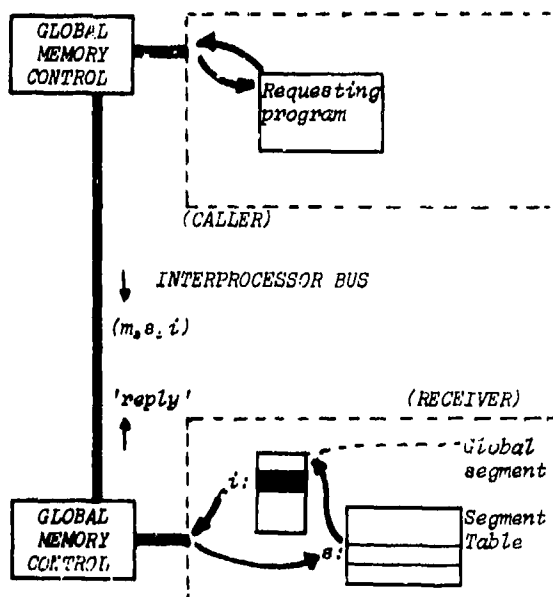 GLOBAL
MEMORY
CONTROL
Requesting
program
(CALLER)
INTERPROCESSOR BUS
(m,s,i)
'reply'
(RECEIVER)
Global
segment
i:
GLOBAL
MEMORY
CONTROL
s:
Segment
Table